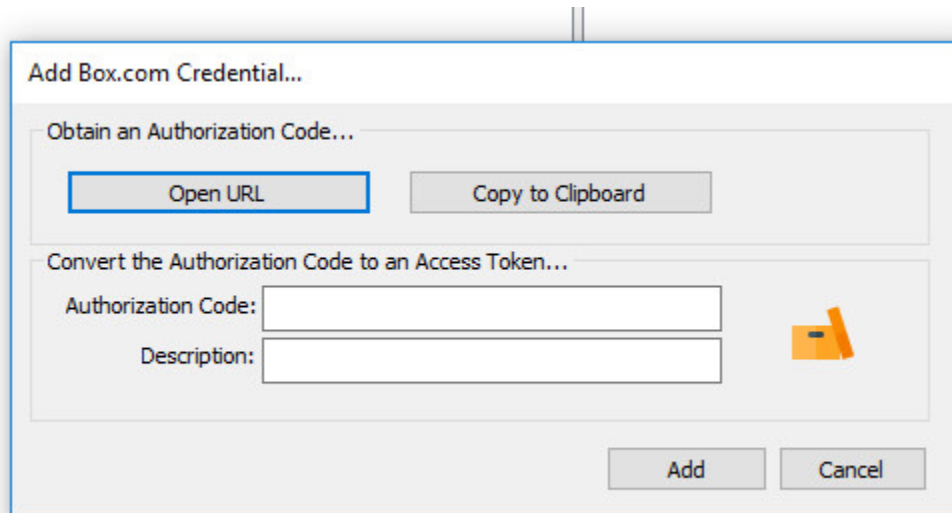 Add Box.com Credential...
Obtain an Authorization Code...
Open URL
Copy to Clipboard
Convert the Authorization Code to an Access Token...
Authorization Code:
Description:
Add
Cancel